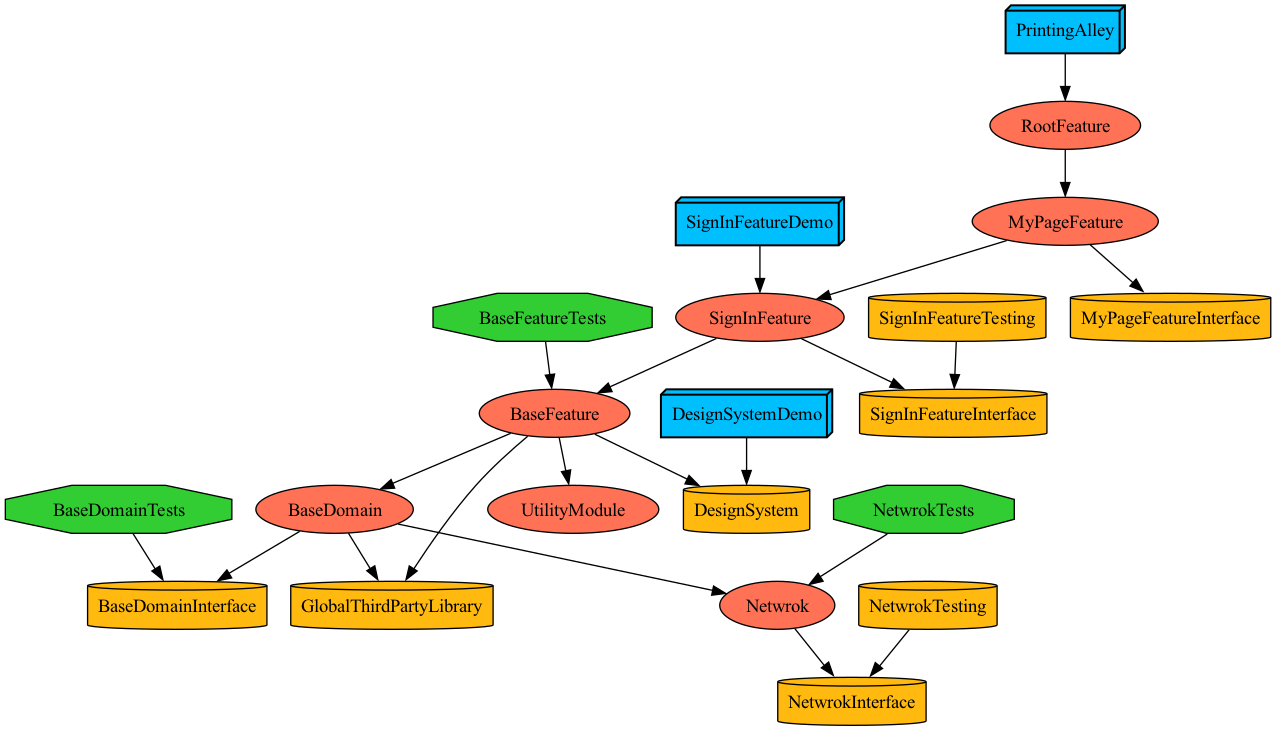 PrintingAlley
RootFeature
SignInFeatureDemo
MyPageFeature
BaseFeatureTests
SignInFeature
SignInFeatureTesting
MyPageFeatureInterface
BaseFeature
DesignSystemDemo
SignInFeatureInterface
BaseDomainTests
BaseDomain
UtilityModule
DesignSystem
NetwrokTests
BaseDomainInterface
GlobalThirdPartyLibrary
Netwrok
NetwrokTesting
NetwrokInterface